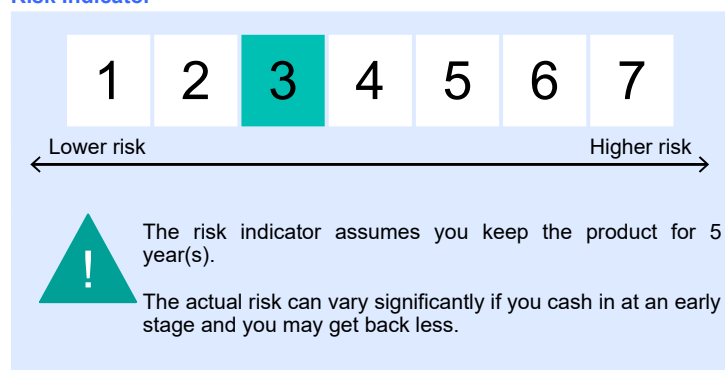 Risk indicator
1 2 3 4 5 6 7
Lower risk Higher risk
!
The risk indicator assumes you keep the product for 5
year(s).
The actual risk can vary significantly if you cash in at an early
stage and you may get back less.